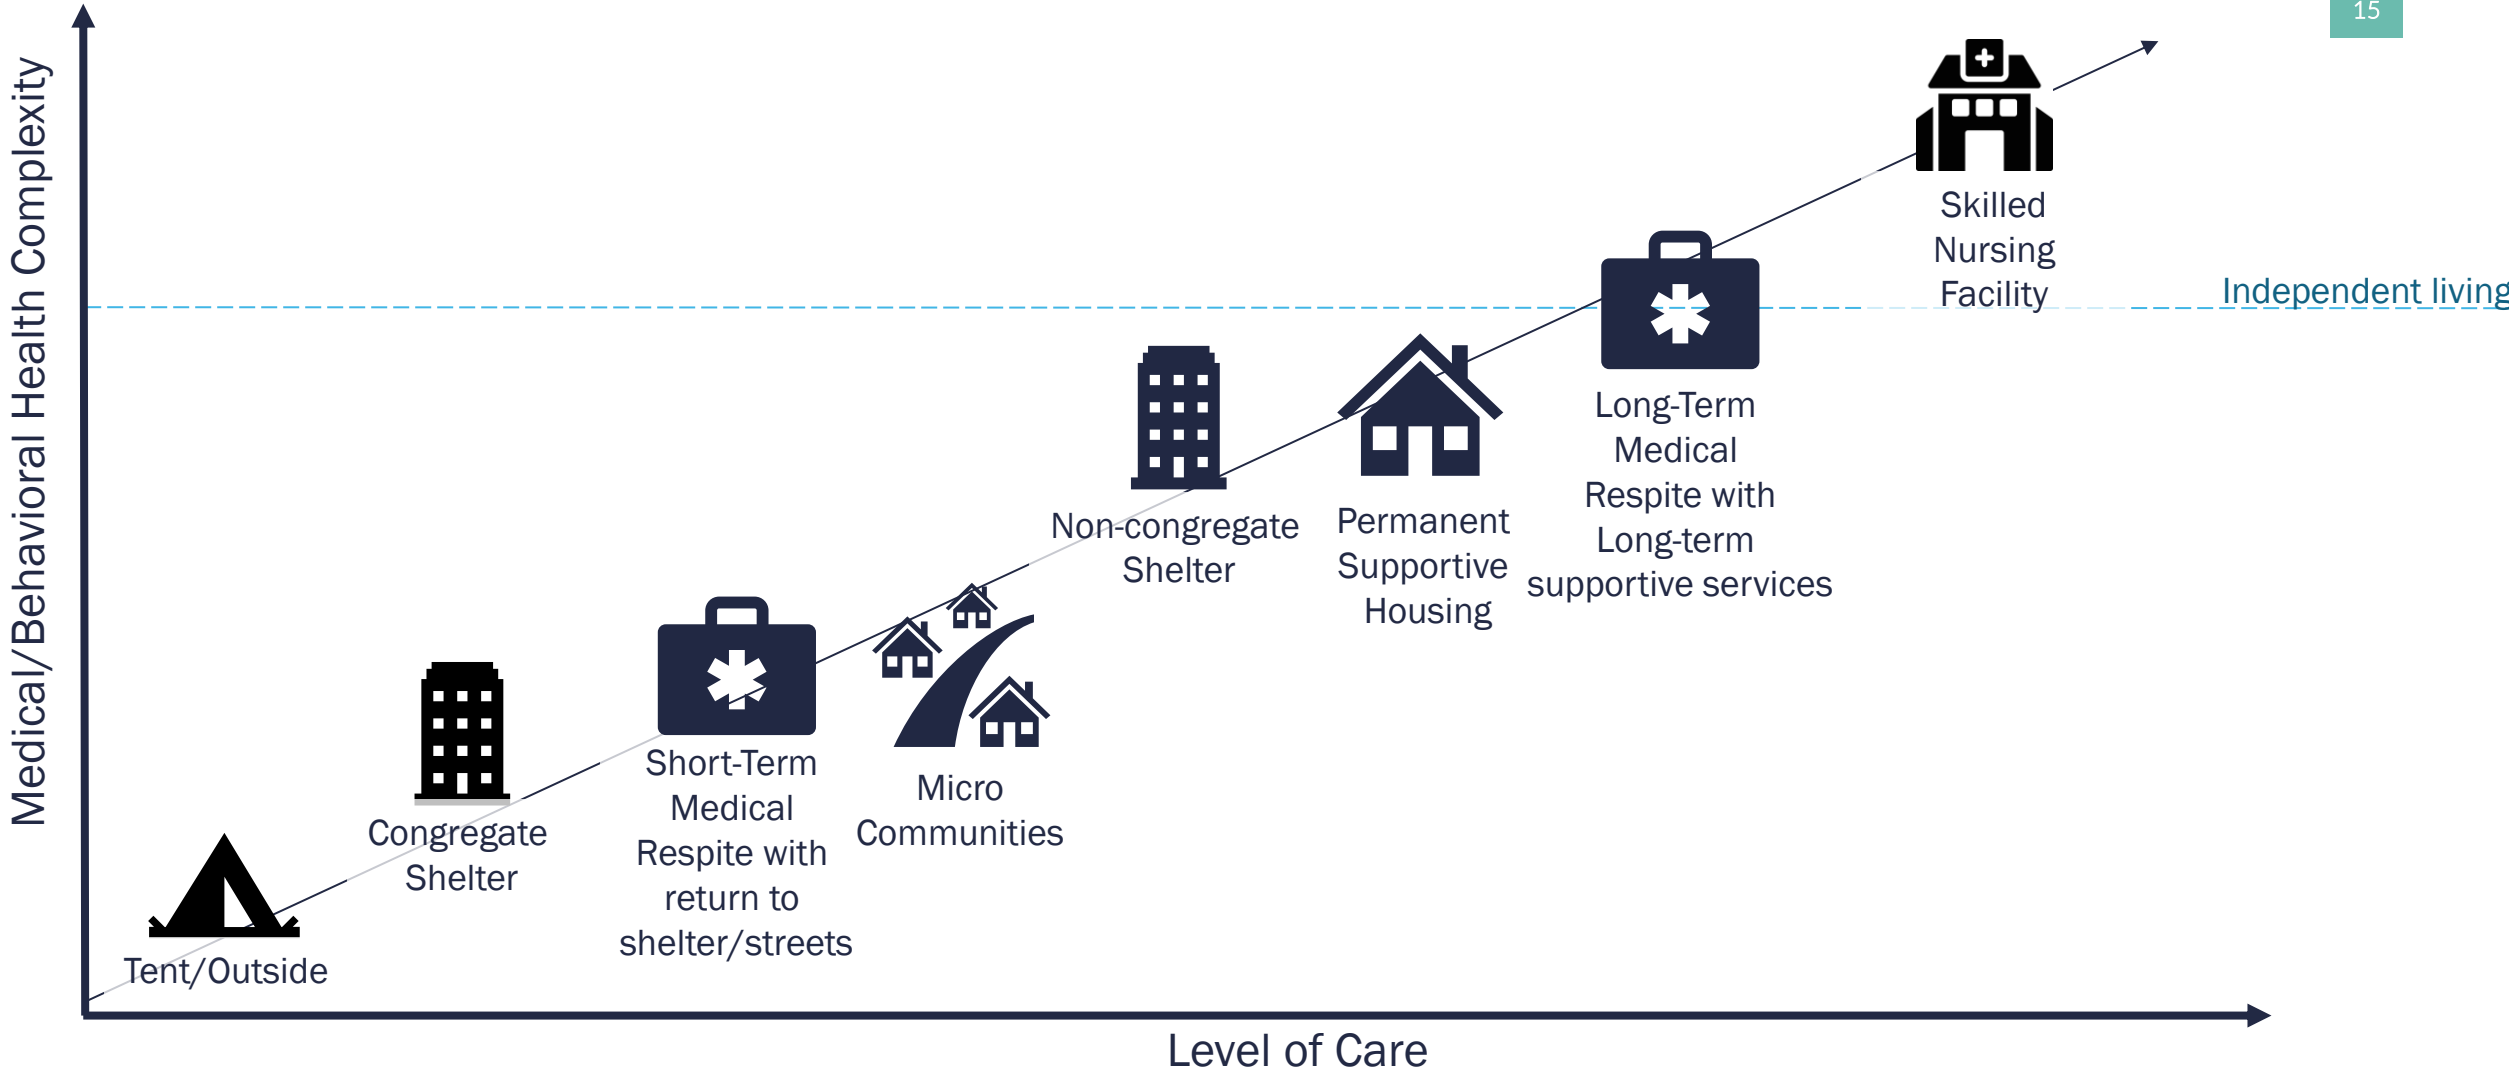 15
Medical/Behavioral Health Complexity
Skilled
Nursing
Facility
Independent living
Long-Term
Medical
Respite with
Long-term
supportive services
Permanent
Supportive
Housing
Non-congregate
Shelter
Micro
Communities
Short-Term
Medical
Respite with
return to
shelter/streets
Congregate
Shelter
Tent/Outside
Level of Care